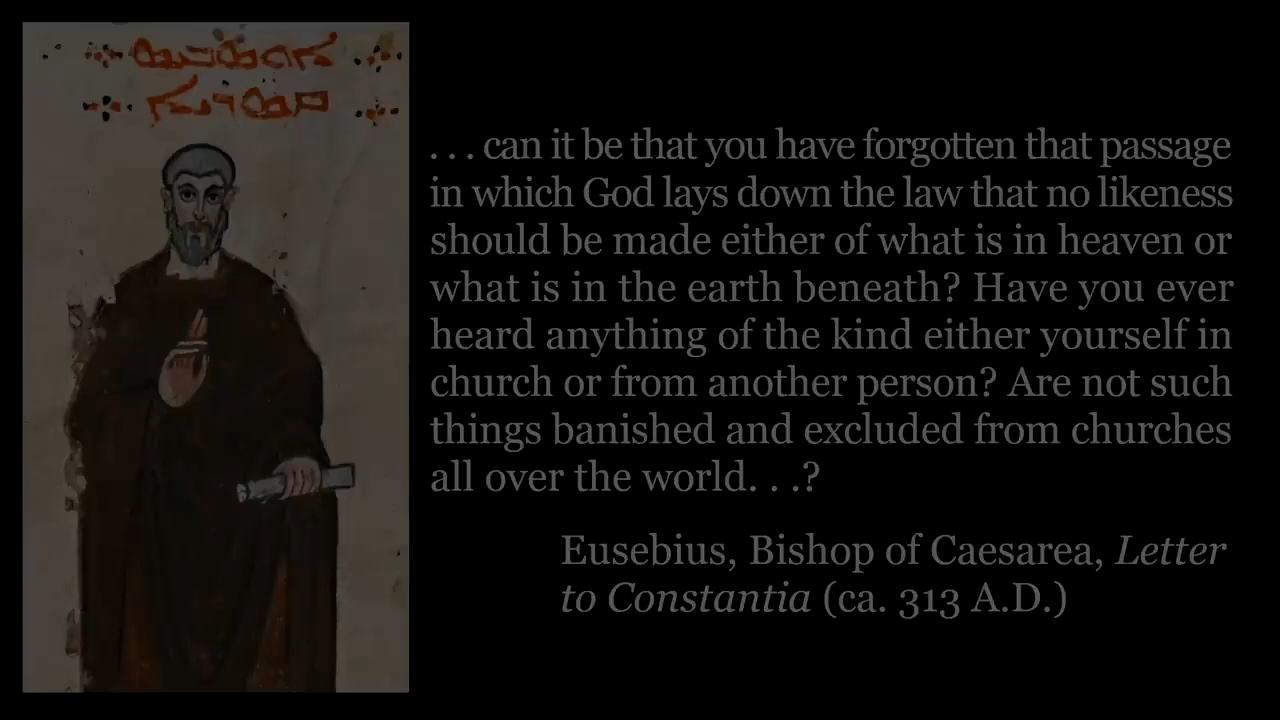 . . . can it be that you have forgotten that passage
in which God lays down the law that no likeness
should be made either of what is in heaven or
what is in the earth beneath? Have you ever
heard anything of the kind either yourself in
church or from another person? Are not such
things banished and excluded from churches
all over the world. . .?
Eusebius, Bishop of Caesarea, Letter
to Constantia (ca. 313 A.D.)